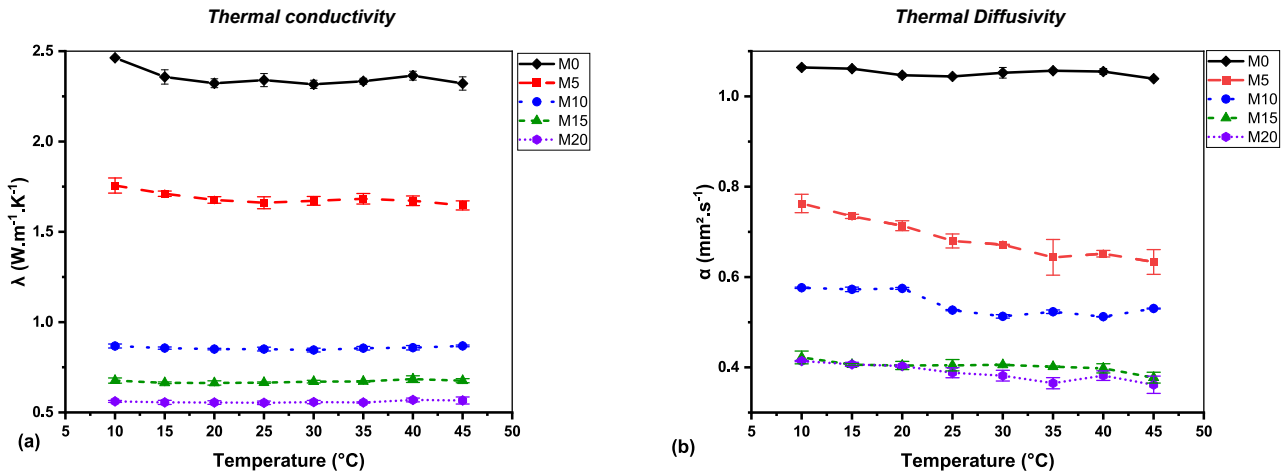 Thermal conductivity
2.5
2.0
1.5
1.0
0.5
λ (W.m⁻¹.K⁻¹)
5 10 15 20 25 30 35 40 45 50
Temperature (°C)
(a)
M0
M5
M10
M15
M20
Thermal Diffusivity
1.0
0.8
0.6
0.4
α (mm².s⁻¹)
5 10 15 20 25 30 35 40 45 50
Temperature (°C)
(b)
M0
M5
M10
M15
M20